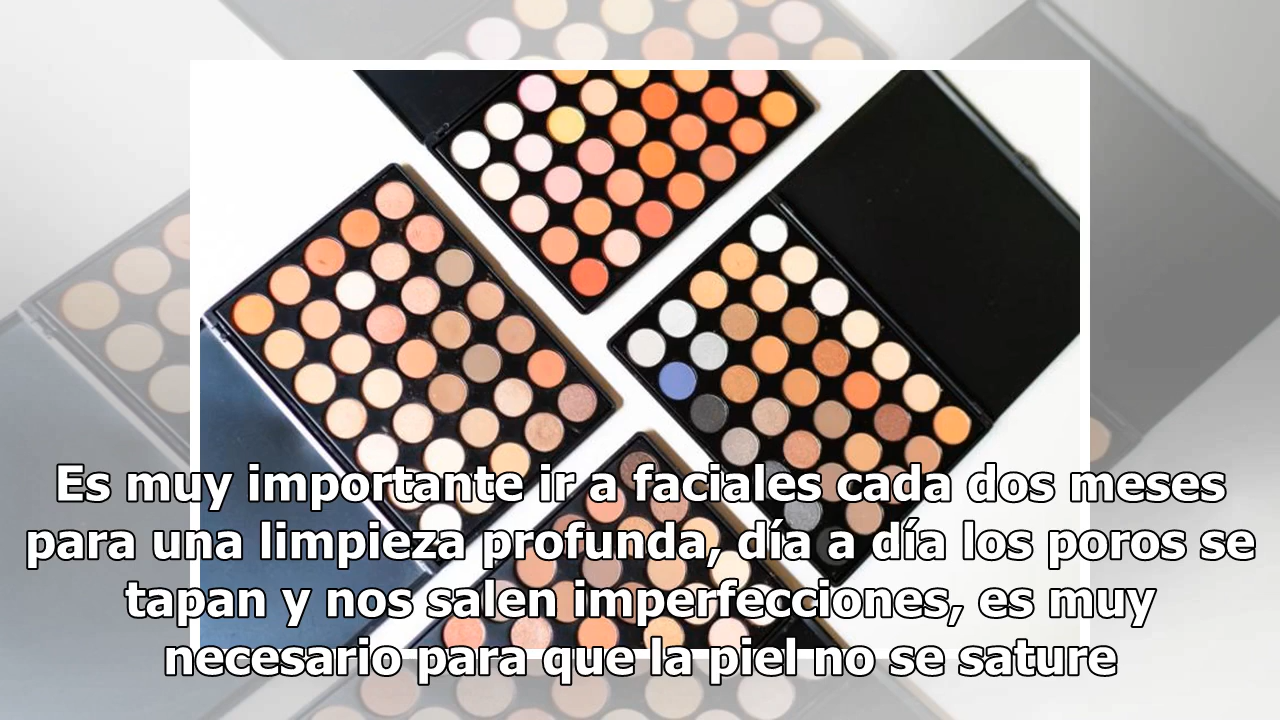 Es muy importante ir a faciales cada dos meses
para una limpieza profunda, día a día los poros se
tapan y nos salen imperfecciones, es muy
necesario para que la piel no se sature